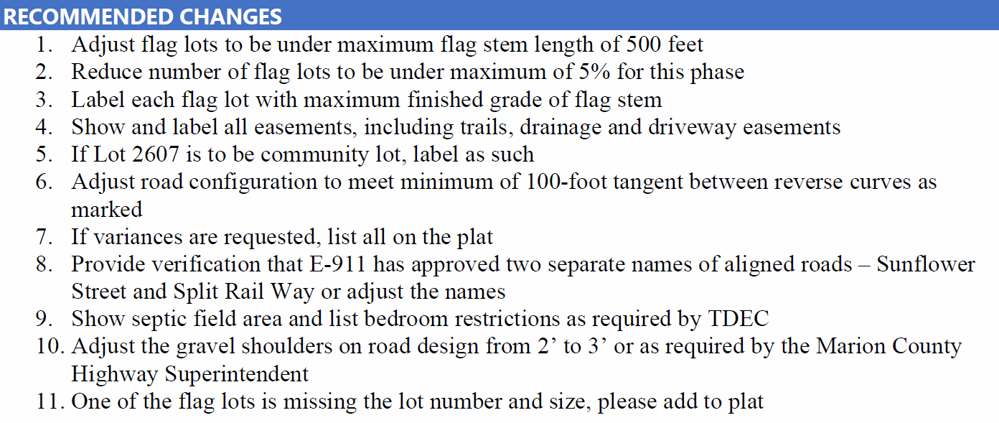 RECOMMENDED CHANGES
1. Adjust flag lots to be under maximum flag stem length of 500 feet
2. Reduce number of flag lots to be under maximum of 5% for this phase
3. Label each flag lot with maximum finished grade of flag stem
4. Show and label all easements, including trails, drainage and driveway easements
5. If Lot 2607 is to be community lot, label as such
6. Adjust road configuration to meet minimum of 100-foot tangent between reverse curves as
marked
7. If variances are requested, list all on the plat
8. Provide verification that E-911 has approved two separate names of aligned roads – Sunflower
Street and Split Rail Way or adjust the names
9. Show septic field area and list bedroom restrictions as required by TDEC
10. Adjust the gravel shoulders on road design from 2’ to 3’ or as required by the Marion County
Highway Superintendent
11. One of the flag lots is missing the lot number and size, please add to plat